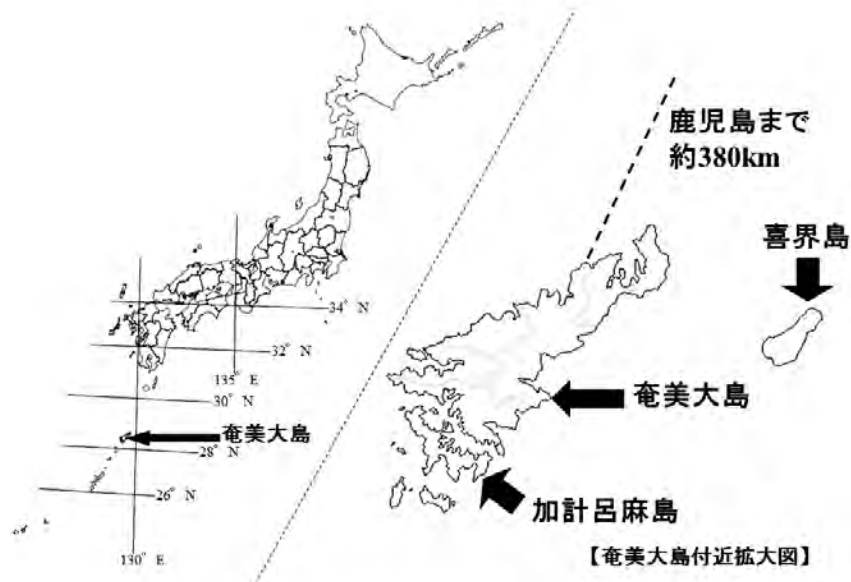 34° N
32° N
135° E
30° N
奄美大島
28° N
26° N
130° E
鹿児島まで
約380km
喜界島
奄美大島
加計呂麻島
【奄美大島付近拡大図】